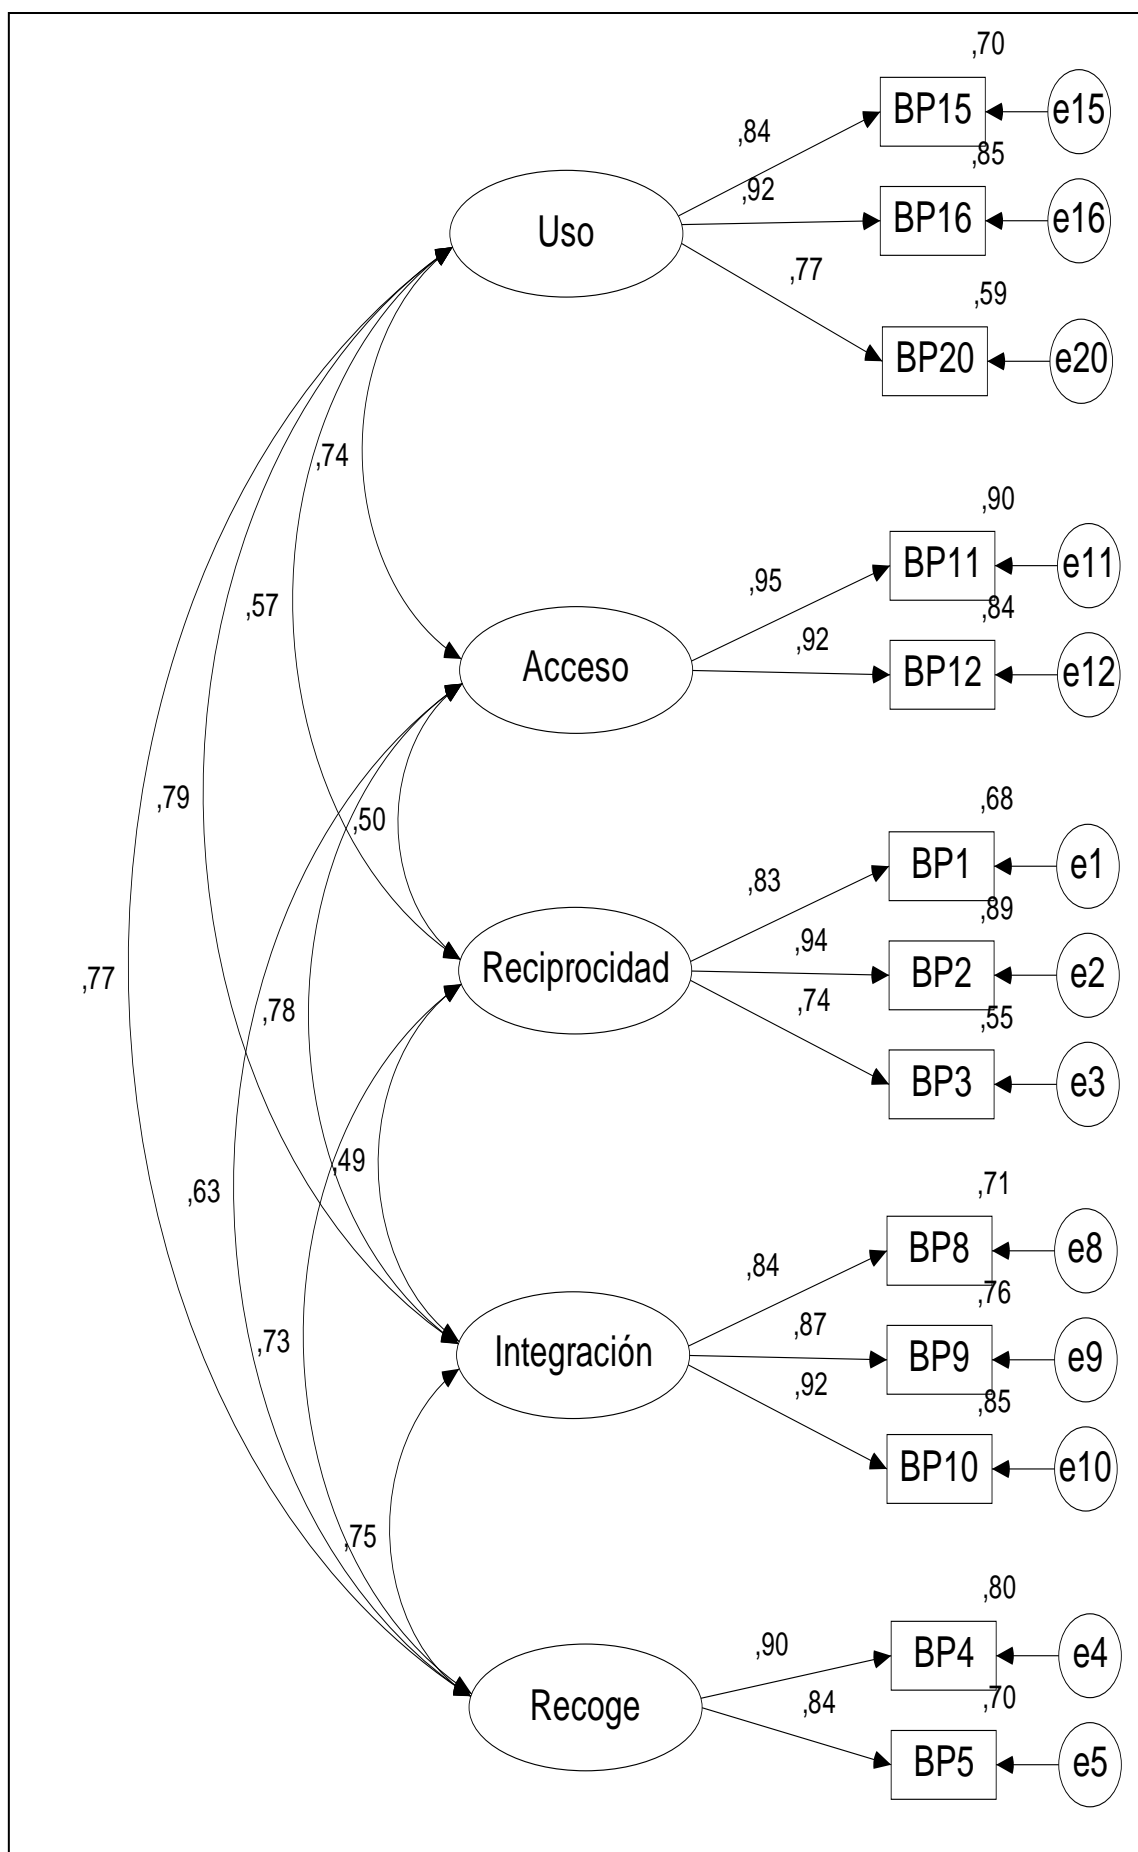 ,70
BP15
e15
,84
,85
,92
BP16
e16
Uso
,77
,59
BP20
e20
,74
,90
BP11
e11
,95
,57
,84
,92
Acceso
BP12
e12
,79
,50
,68
BP1
e1
,83
,89
,94
Reciprocidad
BP2
e2
,77
,74
,78
,55
BP3
e3
,49
,63
,71
BP8
e8
,84
,76
,87
,73
Integración
BP9
e9
,92
,85
BP10
e10
,75
,80
,90
BP4
e4
,70
,84
Recoge
BP5
e5